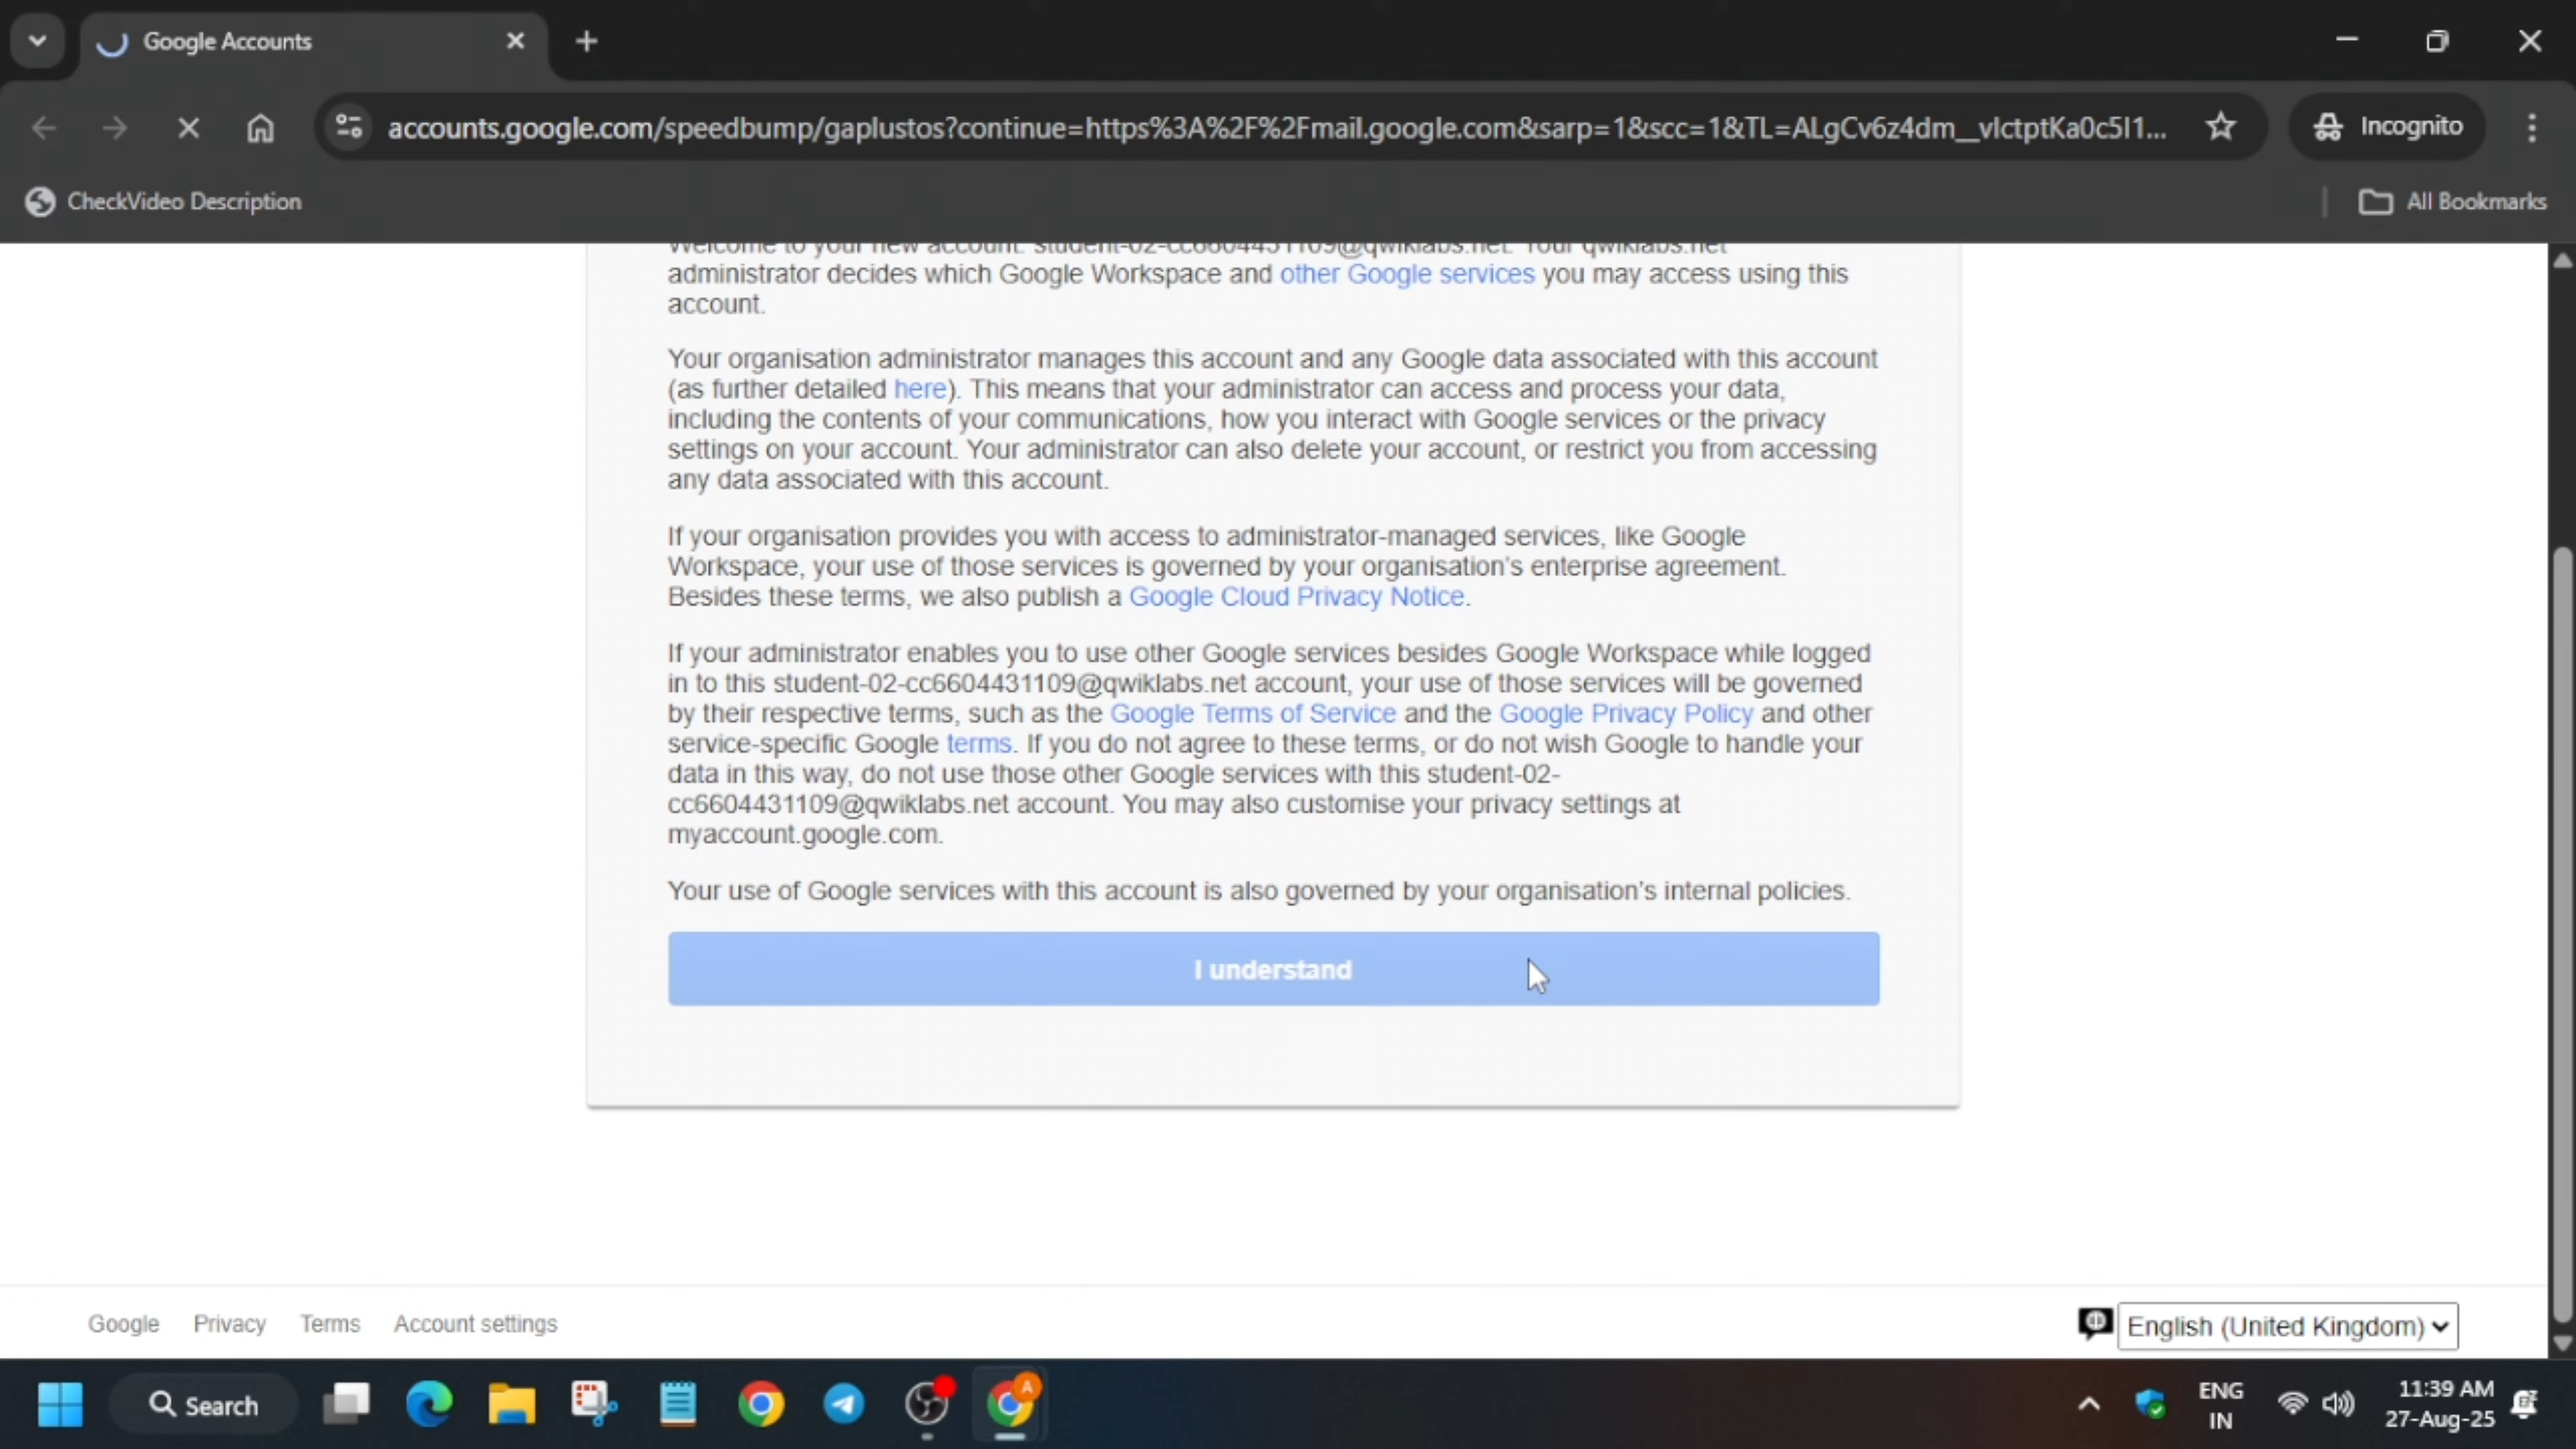 Google Accounts
accounts.google.com/speedbump/gaplustos?continue=https%3A%2F%2Fmail.google.com&sarp=1&scc=1&TL=ALgCv6z4dm__vIctptKa0c5I1...
Incognito
CheckVideo Description
All Bookmarks
Welcome to your new account: student-02-cc6604431109@qwiklabs.net. Your qwiklabs.net
administrator decides which Google Workspace and other Google services you may access using this
account.
Your organisation administrator manages this account and any Google data associated with this account
(as further detailed here). This means that your administrator can access and process your data,
including the contents of your communications, how you interact with Google services or the privacy
settings on your account. Your administrator can also delete your account, or restrict you from accessing
any data associated with this account.
If your organisation provides you with access to administrator-managed services, like Google
Workspace, your use of those services is governed by your organisation's enterprise agreement.
Besides these terms, we also publish a Google Cloud Privacy Notice.
If your administrator enables you to use other Google services besides Google Workspace while logged
in to this student-02-cc6604431109@qwiklabs.net account, your use of those services will be governed
by their respective terms, such as the Google Terms of Service and the Google Privacy Policy and other
service-specific Google terms. If you do not agree to these terms, or do not wish Google to handle your
data in this way, do not use those other Google services with this student-02-
cc6604431109@qwiklabs.net account. You may also customise your privacy settings at
myaccount.google.com.
Your use of Google services with this account is also governed by your organisation's internal policies.
I understand
Google Privacy Terms Account settings
English (United Kingdom)
Search
A
ENG
IN
11:39 AM
27-Aug-25